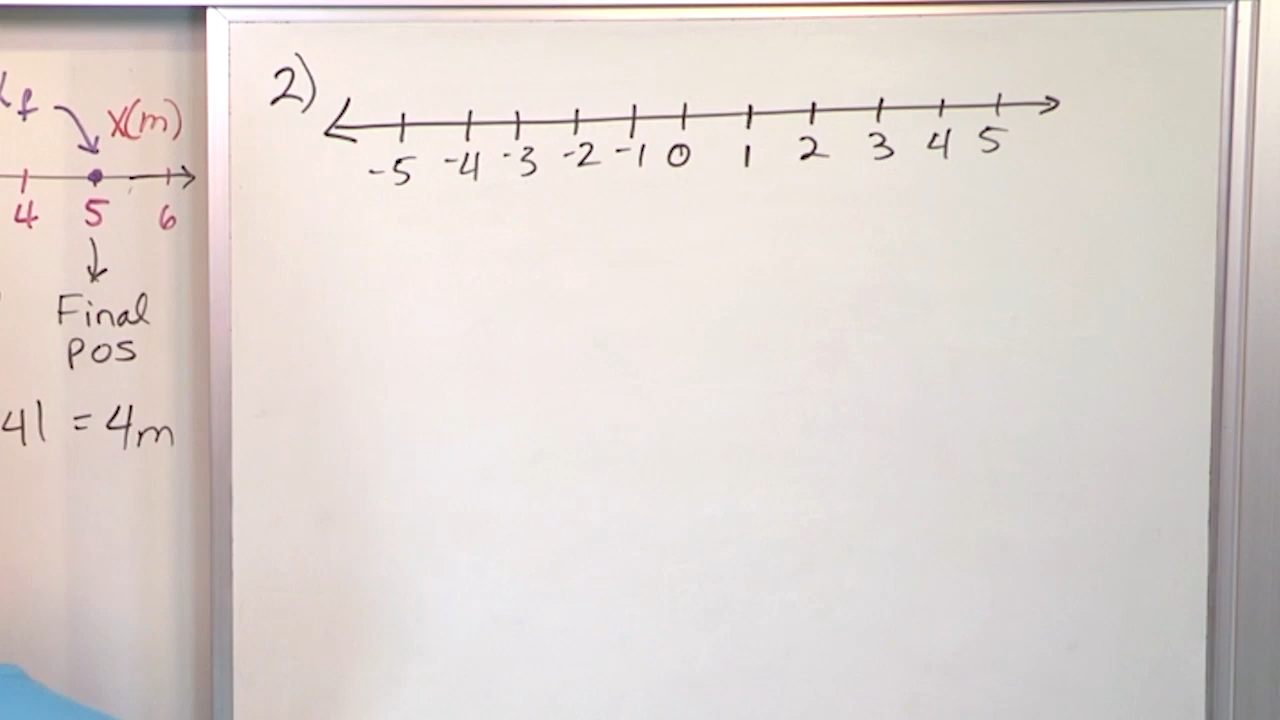 x_f
x(m)
4 5 6
Final
POS
4| = 4m
2)
-5 -4 -3 -2 -1 0 1 2 3 4 5